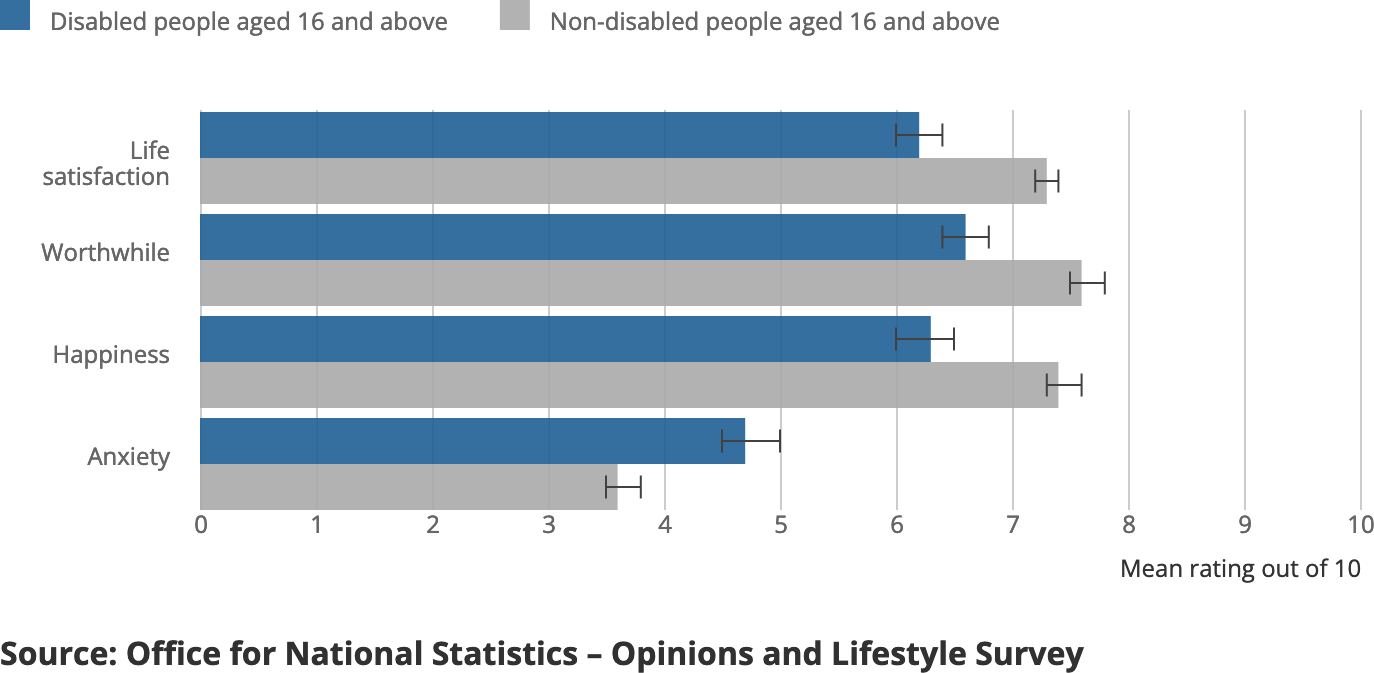 Disabled people aged 16 and above
Non-disabled people aged 16 and above
Life
satisfaction
Worthwhile
Happiness
Anxiety
0 1 2 3 4 5 6 7 8 9 10
Mean rating out of 10
Source: Office for National Statistics – Opinions and Lifestyle Survey